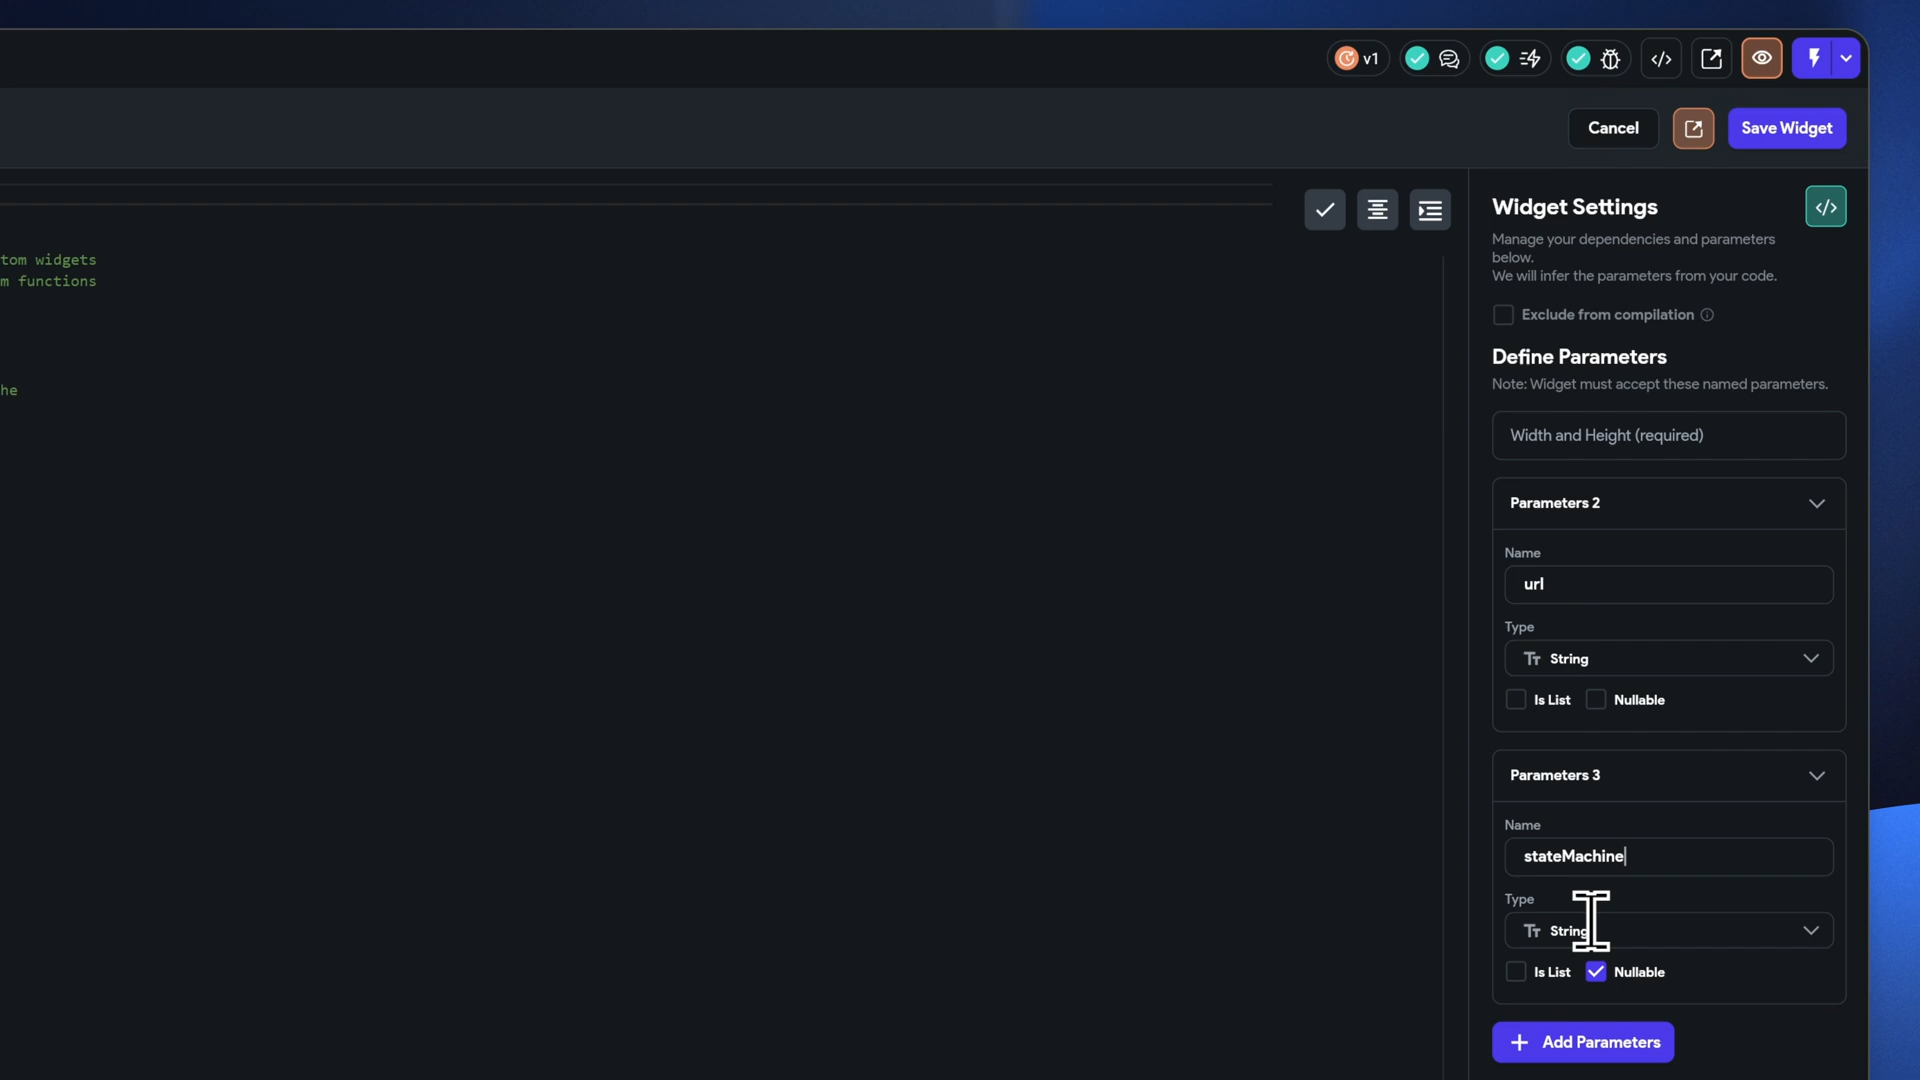 v1
Cancel
Save Widget
Widget Settings
Manage your dependencies and parameters
below.
We will infer the parameters from your code.
tom widgets
m functions
Exclude from compilation
Define Parameters
Note: Widget must accept these named parameters.
he
Width and Height (required)
Parameters 2
Name
url
Type
Tт String
Is List Nullable
Parameters 3
Name
stateMachine
Type
Tт String
Is List Nullable
+ Add Parameters